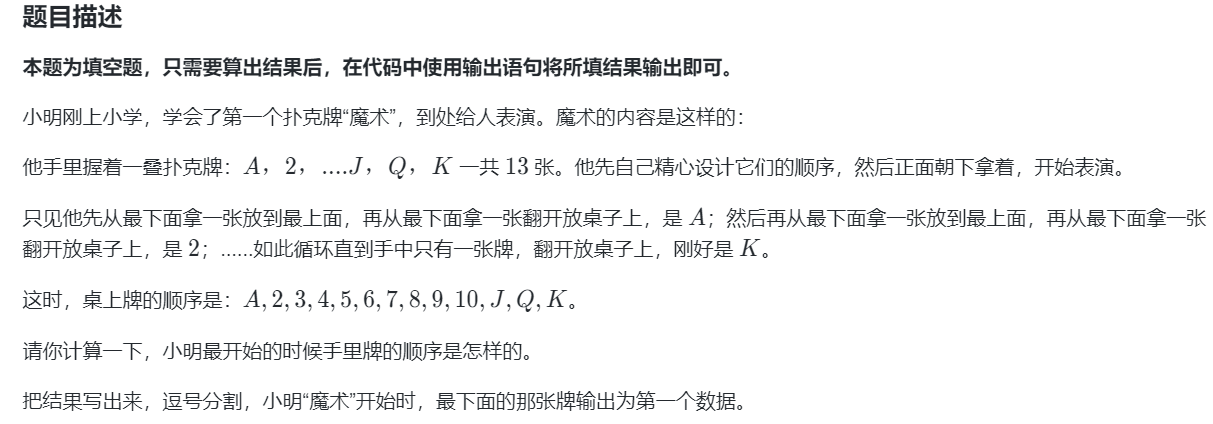 题目描述
本题为填空题，只需要算出结果后，在代码中使用输出语句将所填结果输出即可。
小明刚上小学，学会了第一个扑克牌“魔术”，到处给人表演。魔术的内容是这样的：
他手里握着一叠扑克牌：A，2，....J，Q，K 一共 13 张。他先自己精心设计它们的顺序，然后正面朝下拿着，开始表演。
只见他先从最下面拿一张放到最上面，再从最下面拿一张翻开放桌子上，是 A；然后再从最下面拿一张放到最上面，再从最下面拿一张
翻开放桌子上，是 2；......如此循环直到手中只有一张牌，翻开放桌子上，刚好是 K。
这时，桌上牌的顺序是：A, 2, 3, 4, 5, 6, 7, 8, 9, 10, J, Q, K。
请你计算一下，小明最开始的时候手里牌的顺序是怎样的。
把结果写出来，逗号分割，小明“魔术”开始时，最下面的那张牌输出为第一个数据。